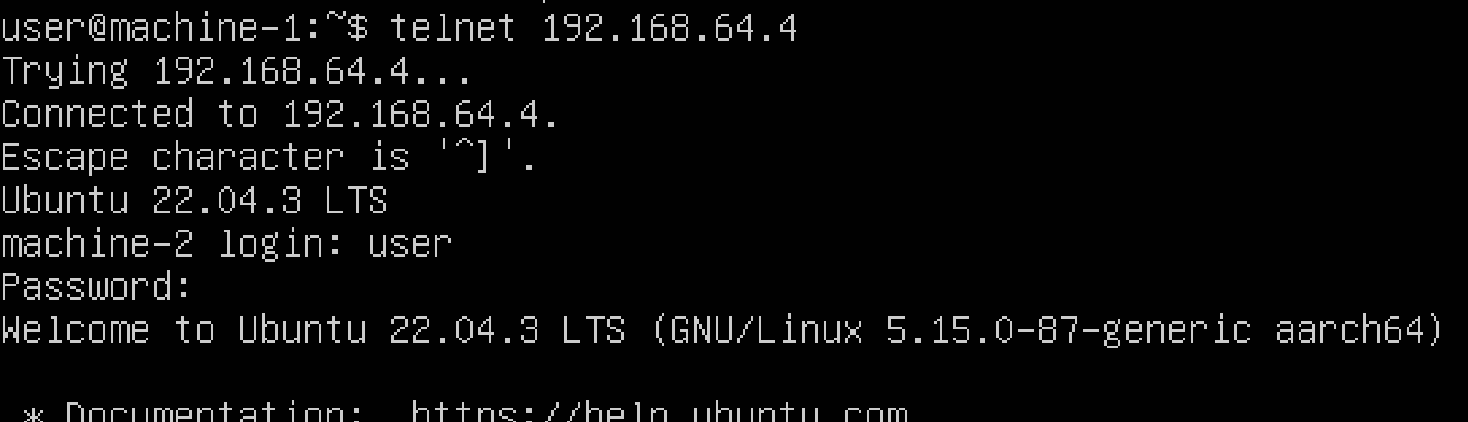 user@machine-1:~$ telnet 192.168.64.4
Trying 192.168.64.4...
Connected to 192.168.64.4.
Escape character is '^]'.
Ubuntu 22.04.3 LTS
machine-2 login: user
Password:
Welcome to Ubuntu 22.04.3 LTS (GNU/Linux 5.15.0-87-generic aarch64)
* Documentation:  https://help.ubuntu.com